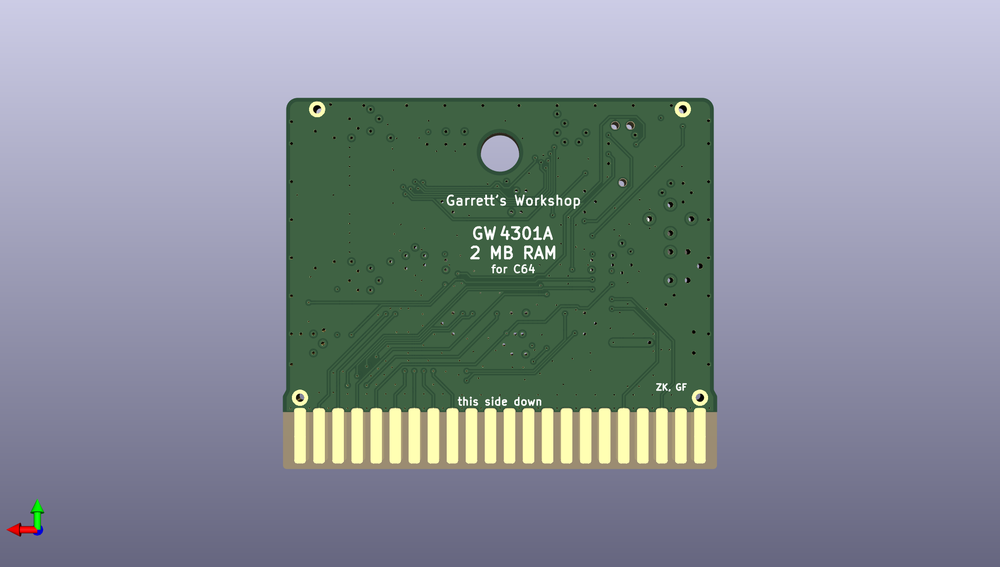 Garrett's Workshop
GW4301A
2 MB RAM
for C64
ZK, GF
this side down